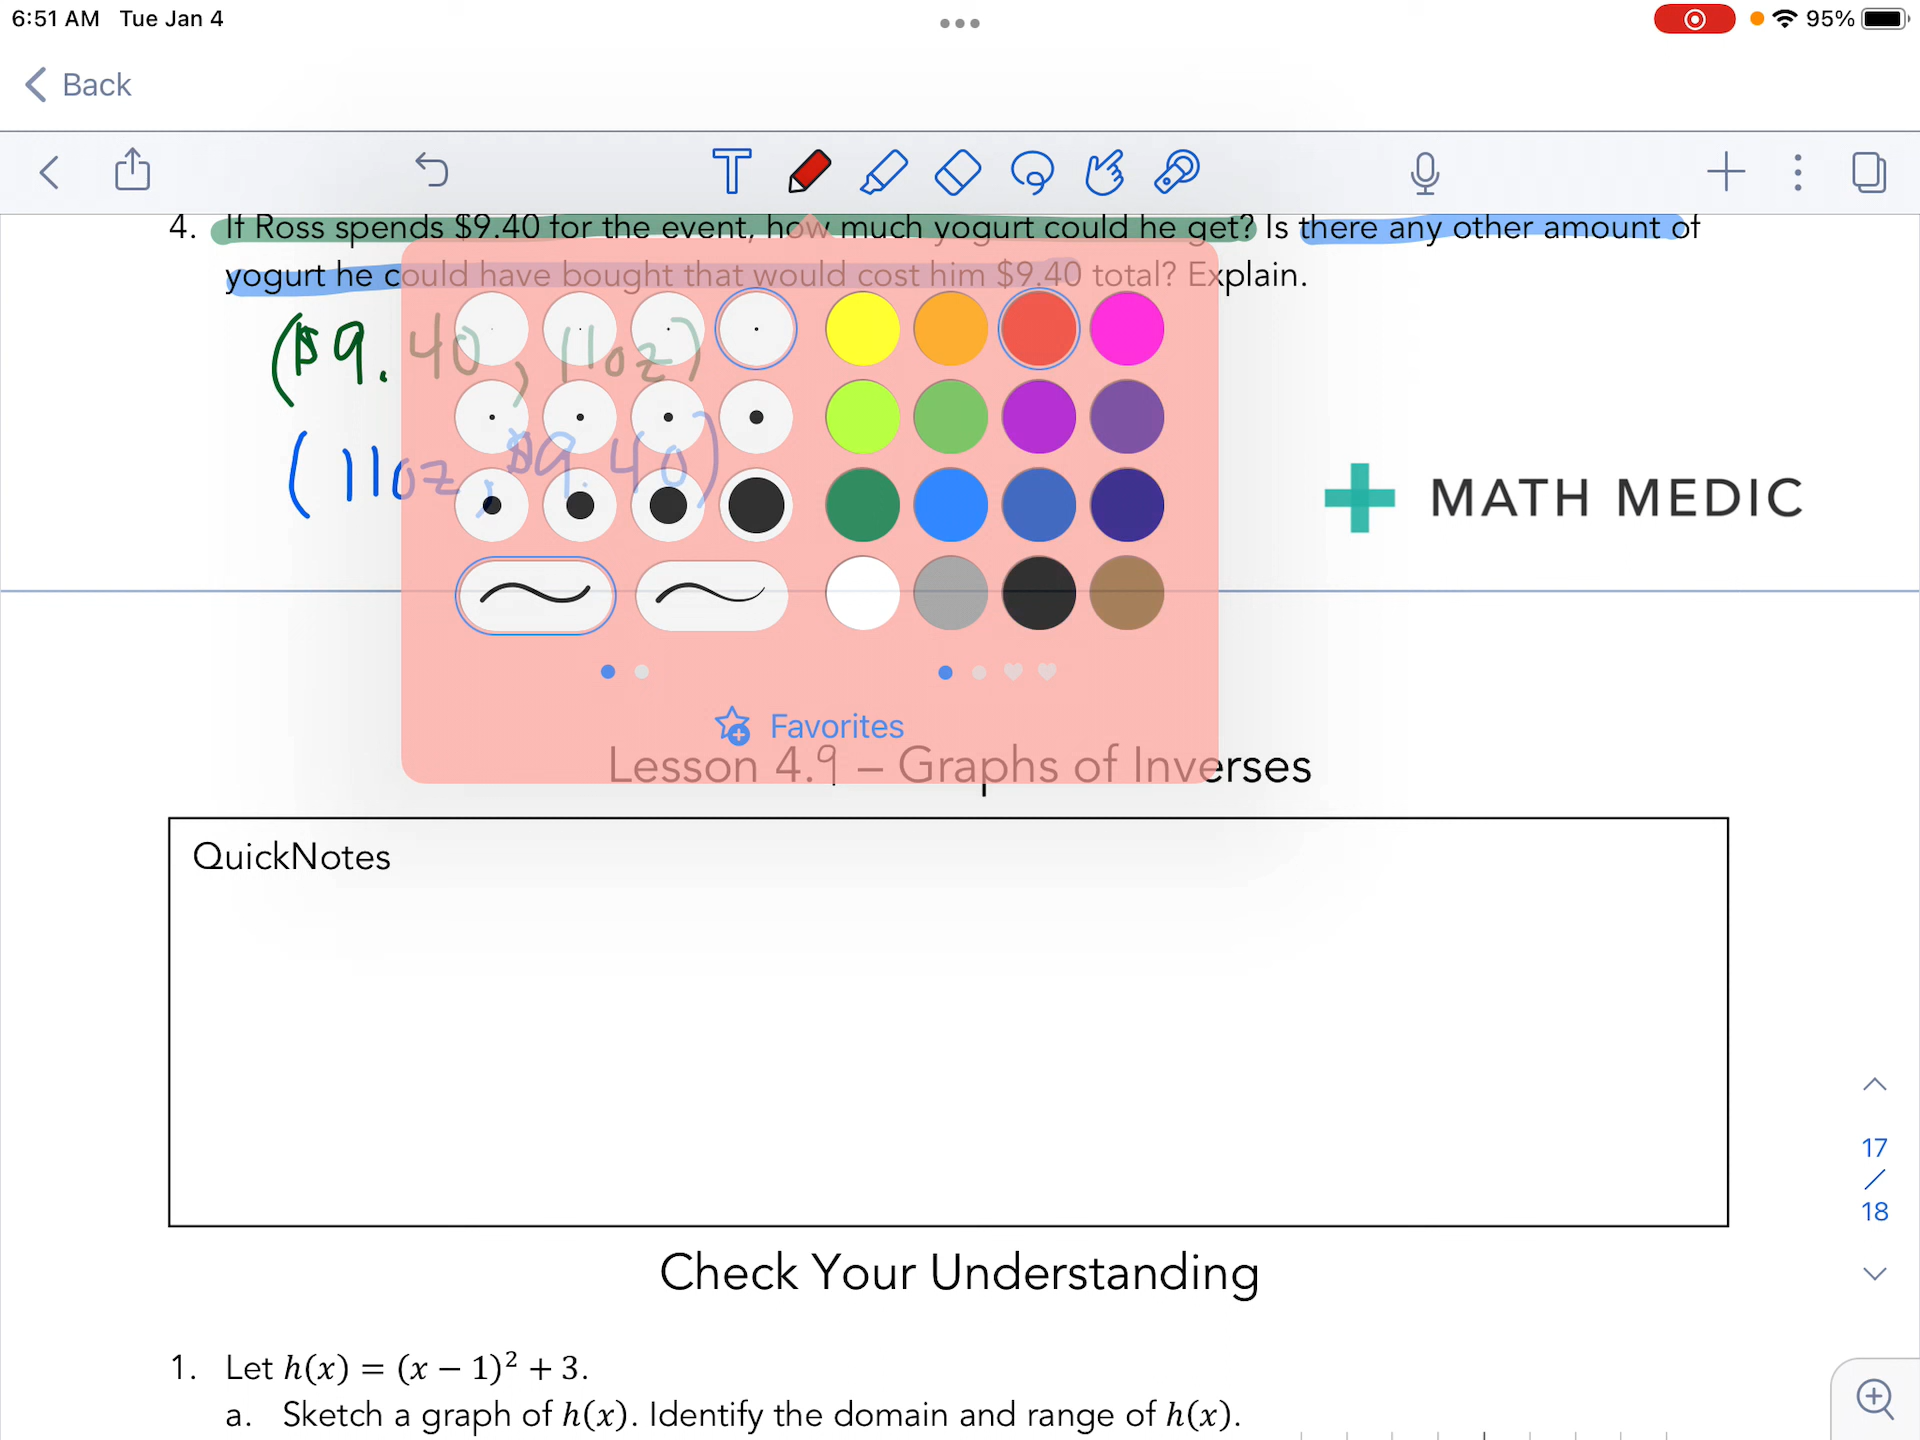 6:51 AM Tue Jan 4
95%
Back
T
4. If Ross spends $9.40 for the event, how much yogurt could he get? Is there any other amount of
yogurt he could have bought that would cost him $9.40 total? Explain.
($9.40, 11oz)
(11oz, $9.40)
MATH MEDIC
Favorites
Lesson 4.9 – Graphs of Inverses
QuickNotes
17
/
18
Check Your Understanding
1. Let h(x) = (x − 1)² + 3.
a. Sketch a graph of h(x). Identify the domain and range of h(x).